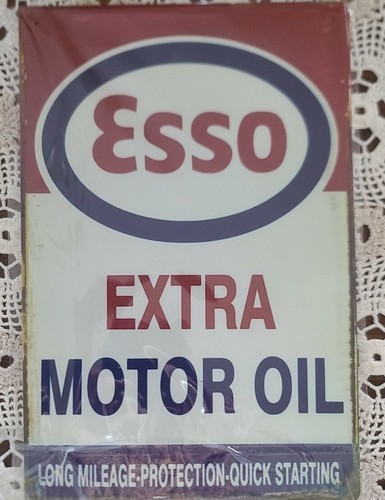 Esso
EXTRA
MOTOR OIL
LONG MILEAGE-PROTECTION-QUICK STARTING